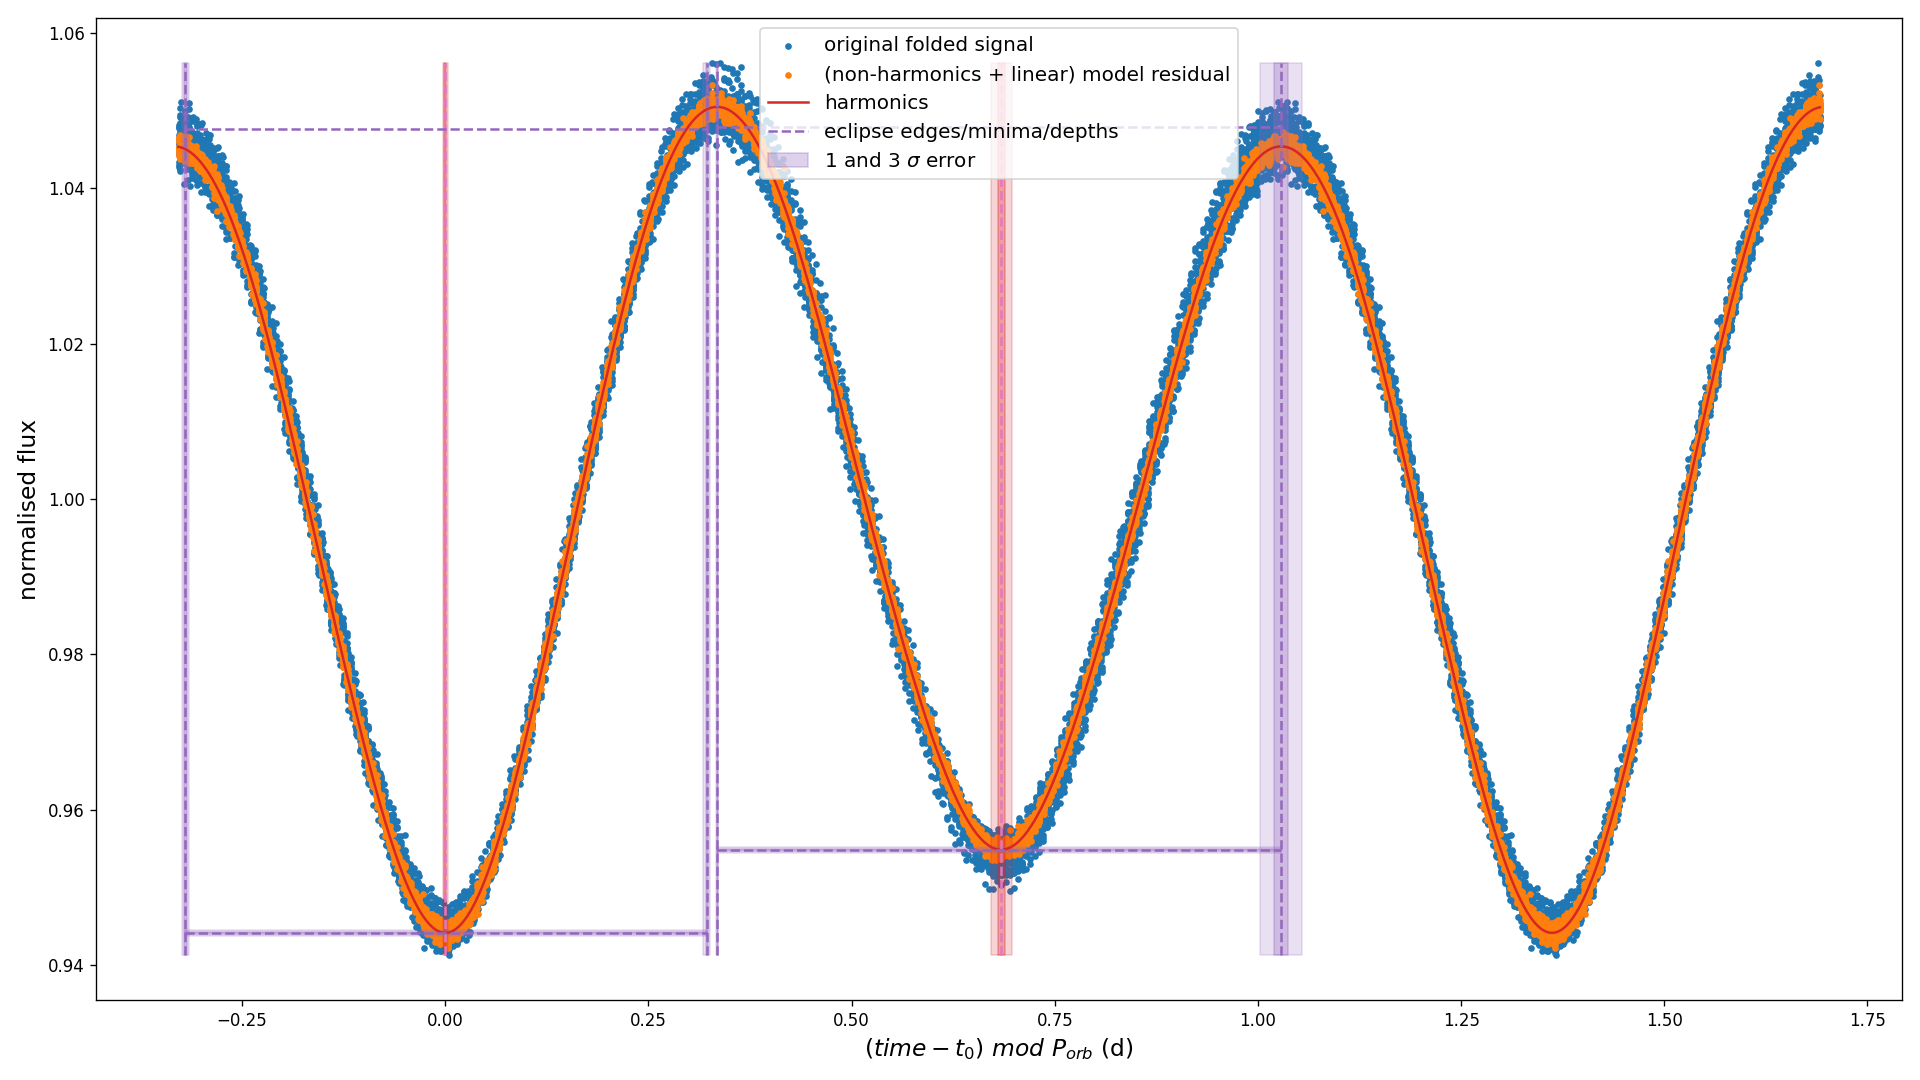 original folded signal
(non-harmonics + linear) model residual
harmonics
eclipse edges/minima/depths
1 and 3 σ error
normalised flux
1.06
1.04
1.02
1.00
0.98
0.96
0.94
−0.25
0.00
0.25
0.50
0.75
1.00
1.25
1.50
1.75
(time − t₀) mod Pₒᵣb (d)